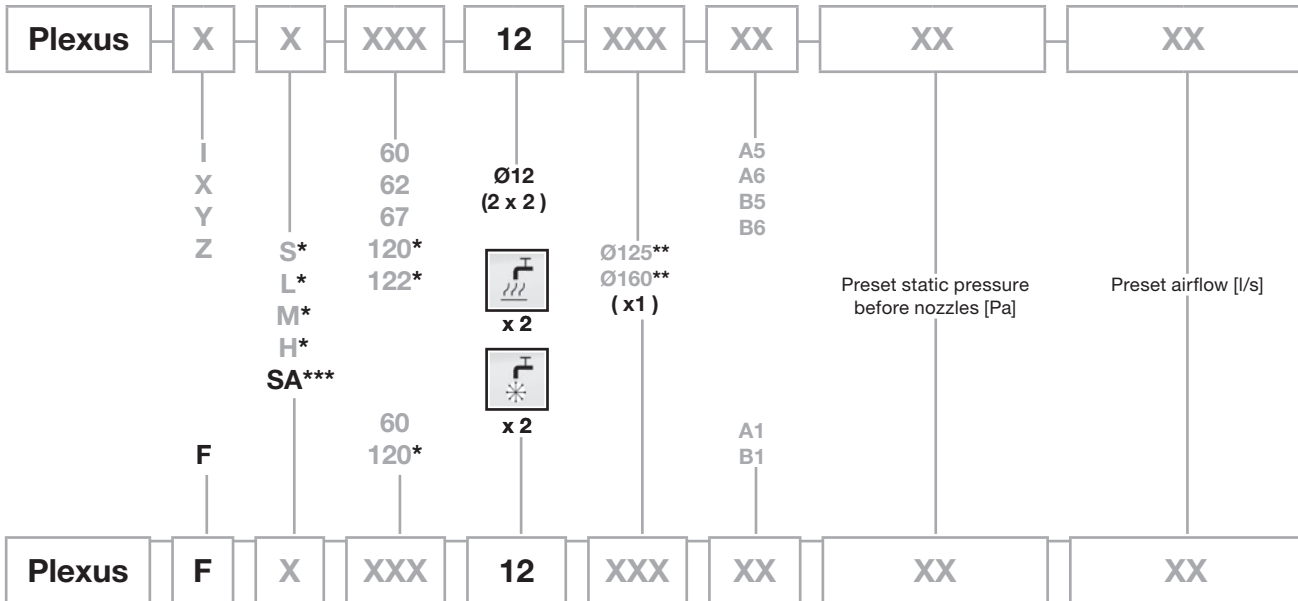 Plexus X X XXX 12 XXX XX XX XX
I
X
Y
Z
S*
L*
M*
H*
SA***
60
62
67
120*
122*
Ø12
(2 x 2 )
x 2
x 2
Ø125**
Ø160**
( x1 )
A5
A6
B5
B6
Preset static pressure
before nozzles [Pa]
Preset airflow [l/s]
F
60
120*
A1
B1
Plexus F X XXX 12 XXX XX XX XX